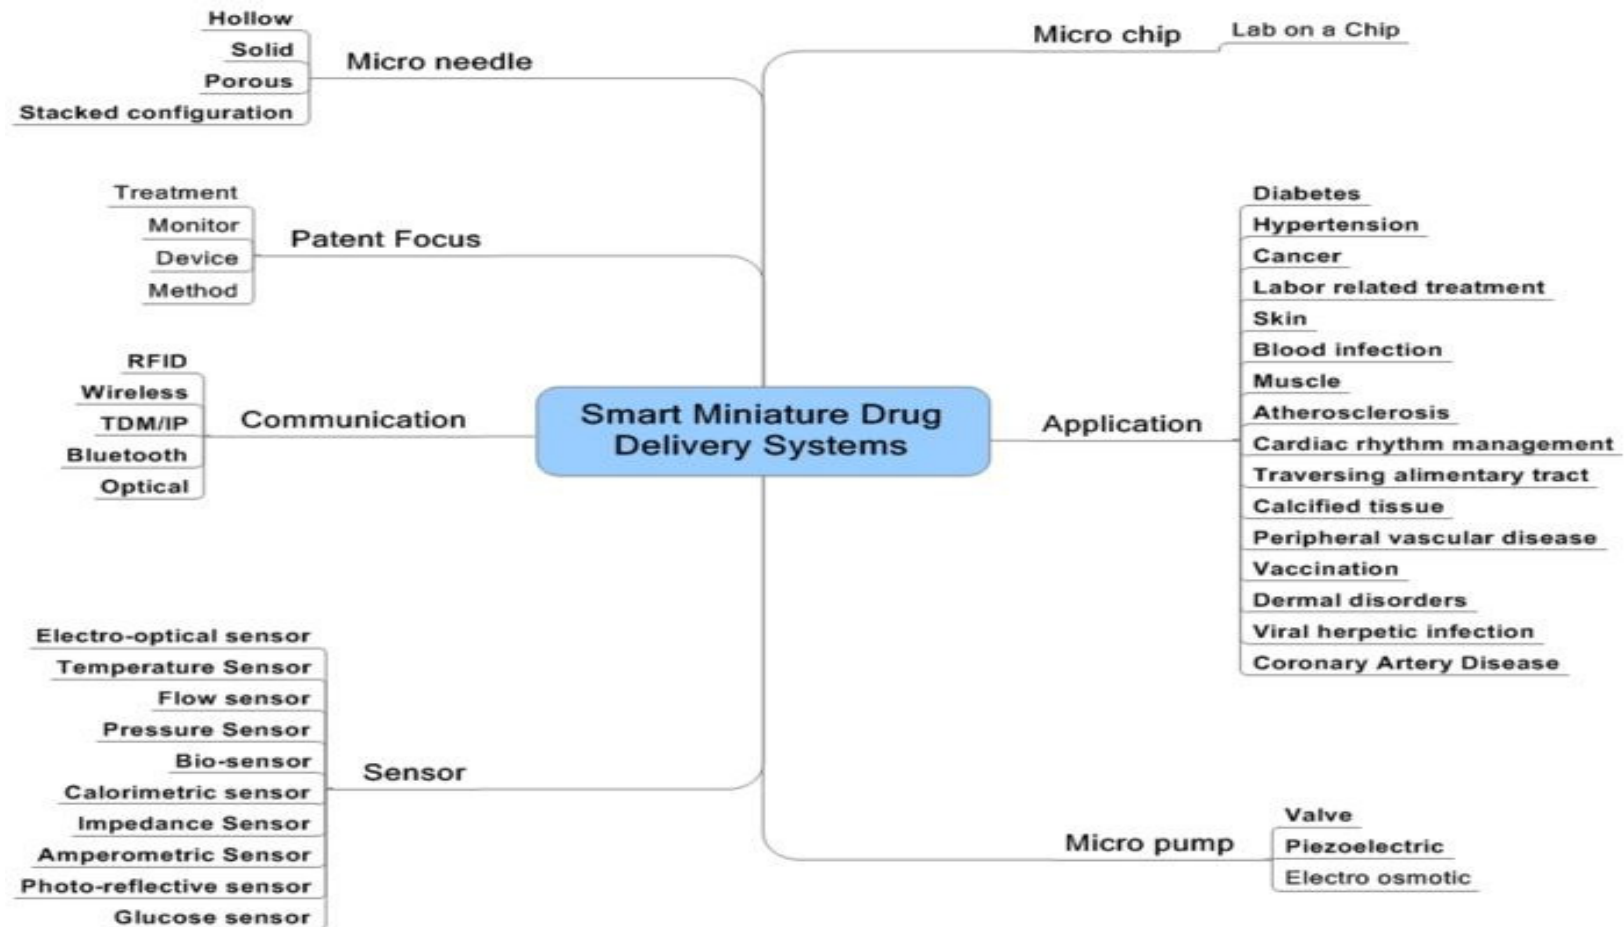 Hollow
Solid
Porous
Stacked configuration
Micro needle
Treatment
Monitor
Device
Method
Patent Focus
RFID
Wireless
TDM/IP
Bluetooth
Optical
Communication
Electro-optical sensor
Temperature Sensor
Flow sensor
Pressure Sensor
Bio-sensor
Calorimetric sensor
Impedance Sensor
Amperometric Sensor
Photo-reflective sensor
Glucose sensor
Sensor
Smart Miniature Drug
Delivery Systems
Micro chip
Lab on a Chip
Application
Diabetes
Hypertension
Cancer
Labor related treatment
Skin
Blood infection
Muscle
Atherosclerosis
Cardiac rhythm management
Traversing alimentary tract
Calcified tissue
Peripheral vascular disease
Vaccination
Dermal disorders
Viral herpetic infection
Coronary Artery Disease
Micro pump
Valve
Piezoelectric
Electro osmotic